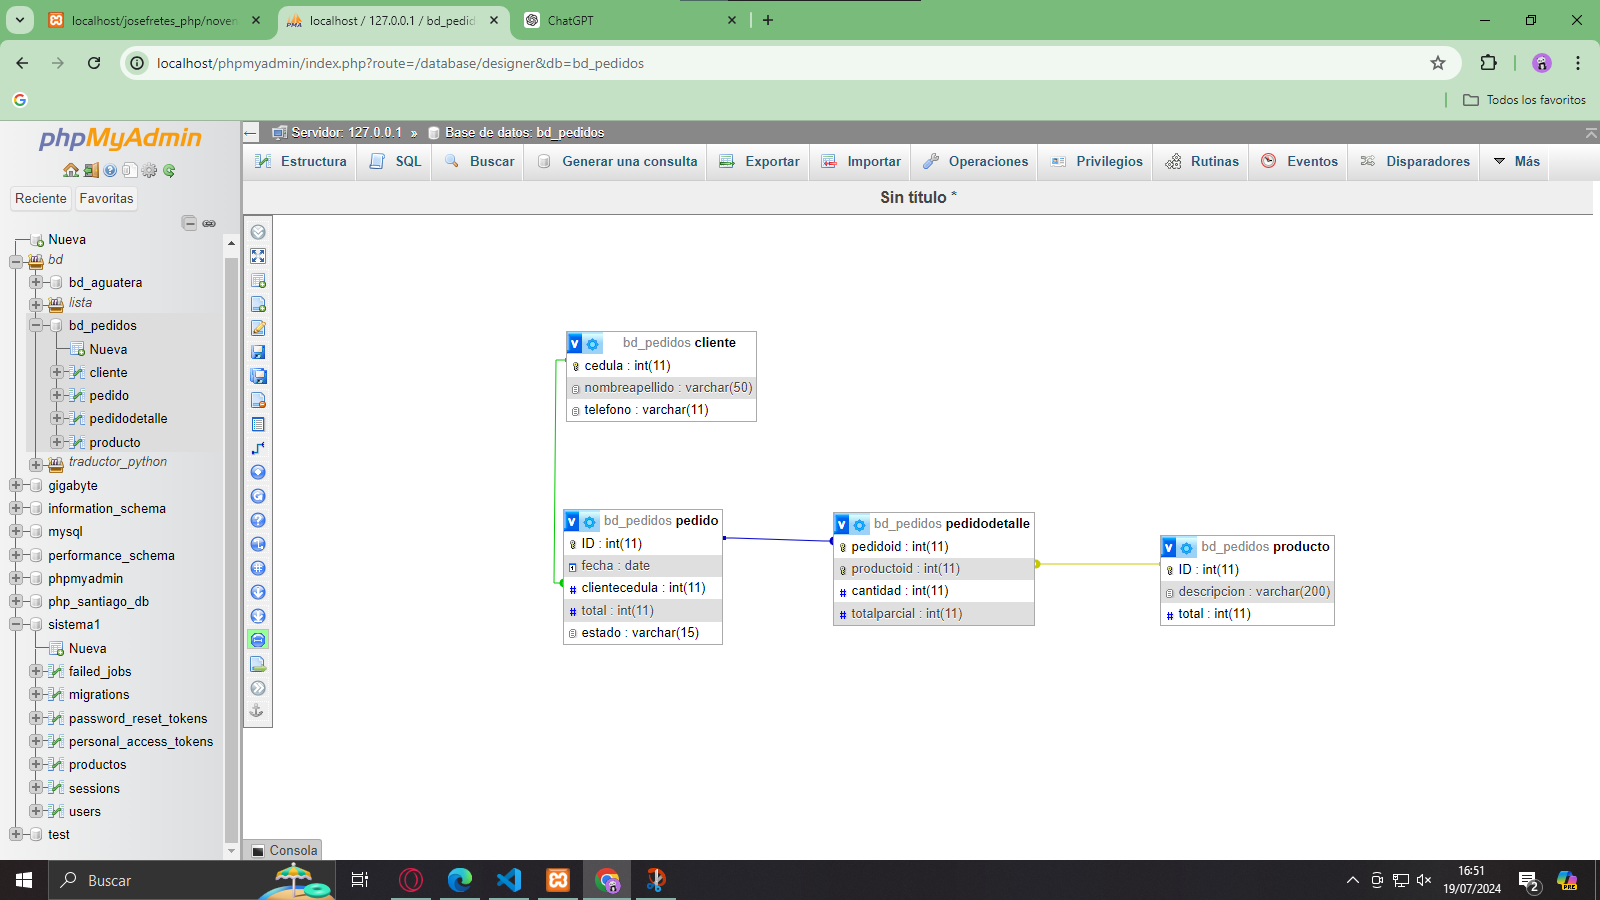 localhost/josefretes_php/noven
localhost / 127.0.0.1 / bd_pedid
ChatGPT
localhost/phpmyadmin/index.php?route=/database/designer&db=bd_pedidos
Todos los favoritos
phpMyAdmin
Reciente
Favoritas
Nueva
bd
bd_aguatera
lista
bd_pedidos
Nueva
cliente
pedido
pedidodetalle
producto
traductor_python
gigabyte
information_schema
mysql
performance_schema
phpmyadmin
php_santiago_db
sistema1
Nueva
failed_jobs
migrations
password_reset_tokens
personal_access_tokens
productos
sessions
users
test
Servidor: 127.0.0.1 » Base de datos: bd_pedidos
Estructura
SQL
Buscar
Generar una consulta
Exportar
Importar
Operaciones
Privilegios
Rutinas
Eventos
Disparadores
Más
Sin título *
bd_pedidos cliente
cedula : int(11)
nombreapellido : varchar(50)
telefono : varchar(11)
bd_pedidos pedido
ID : int(11)
fecha : date
clientecedula : int(11)
total : int(11)
estado : varchar(15)
bd_pedidos pedidodetalle
pedidoid : int(11)
productoid : int(11)
cantidad : int(11)
totalparcial : int(11)
bd_pedidos producto
ID : int(11)
descripcion : varchar(200)
total : int(11)
Consola
Buscar
16:51
19/07/2024
2